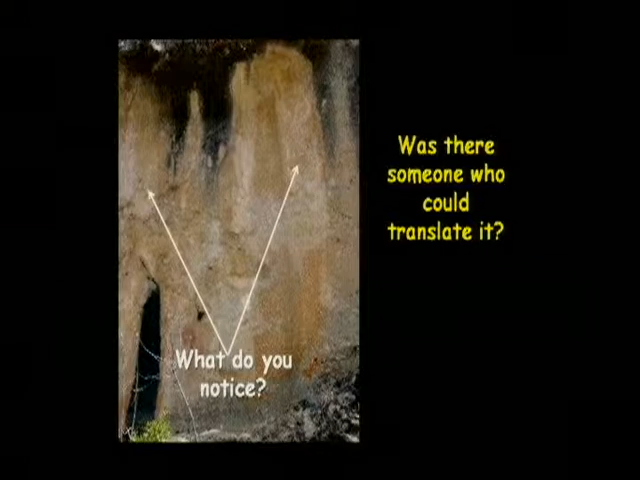 Was there
someone who
could
translate it?
What do you
notice?